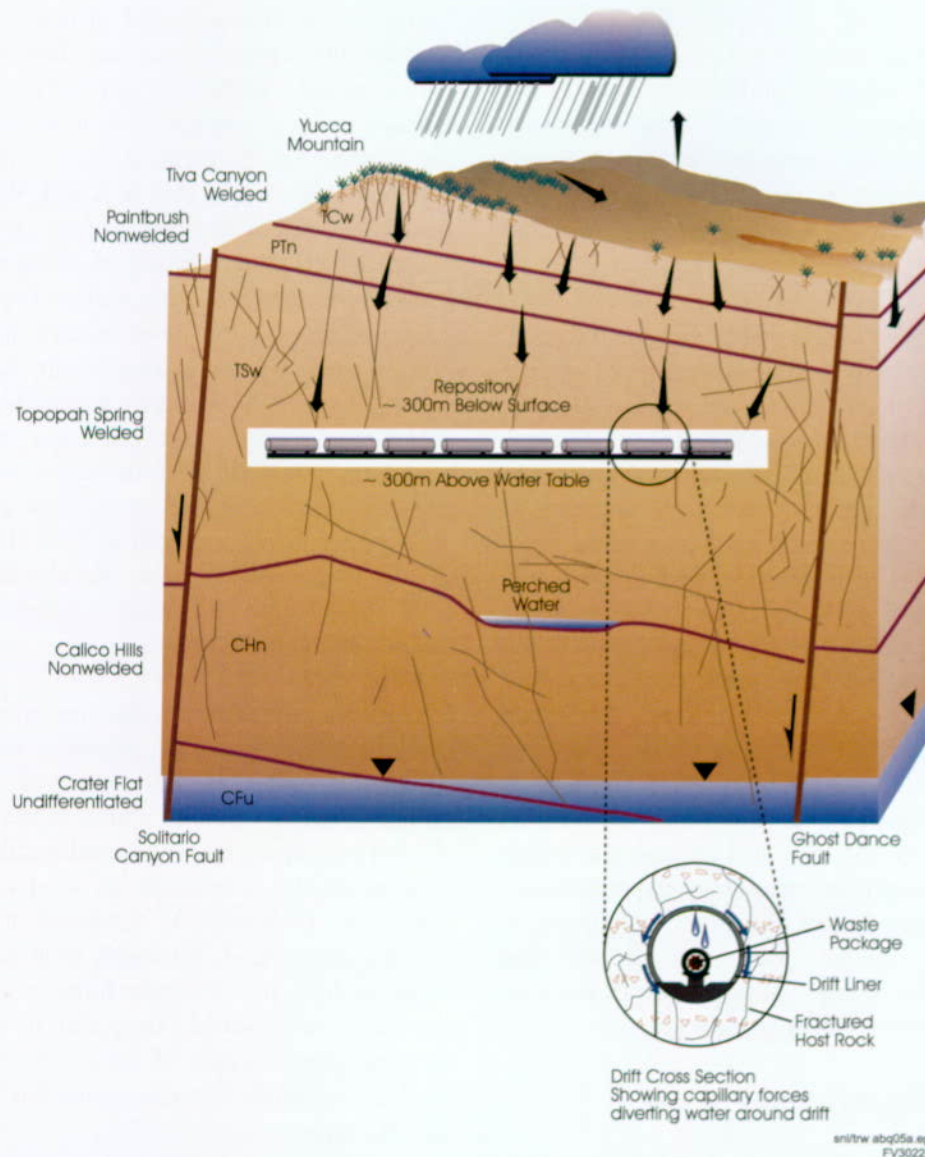 Yucca
Mountain
Tiva Canyon
Welded
Paintbrush
Nonwelded
TCw
PTn
TSw
Repository
~ 300m Below Surface
Topopah Spring
Welded
~ 300m Above Water Table
Perched
Water
Calico Hills
Nonwelded
CHn
Crater Flat
Undifferentiated
CFu
Solitario
Canyon Fault
Ghost Dance
Fault
Waste
Package
Drift Liner
Fractured
Host Rock
Drift Cross Section
Showing capillary forces
diverting water around drift
FV3022